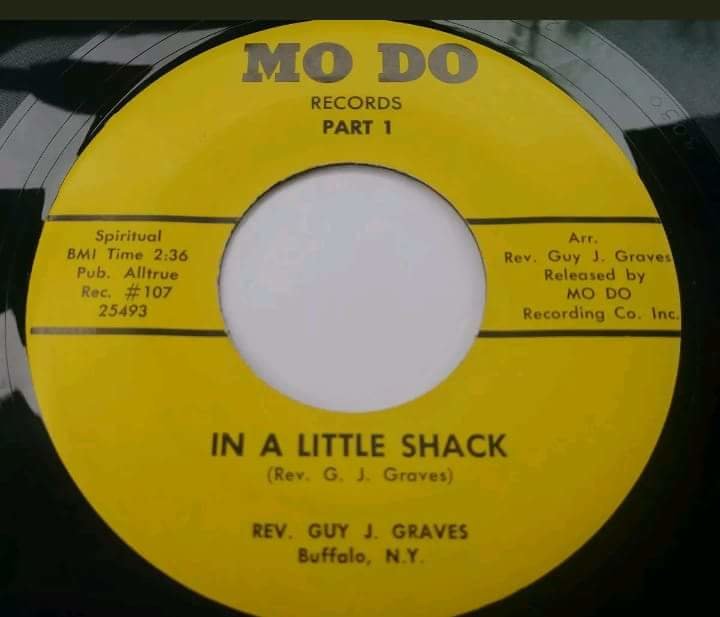 MO DO
RECORDS
PART 1
Spiritual
BMI Time 2:36
Pub. Alltrue
Rec. #107
25493
Arr.
Rev. Guy J. Graves
Released by
MO DO
Recording Co. Inc.
IN A LITTLE SHACK
(Rev. G. J. Graves)
REV. GUY J. GRAVES
Buffalo, N.Y.